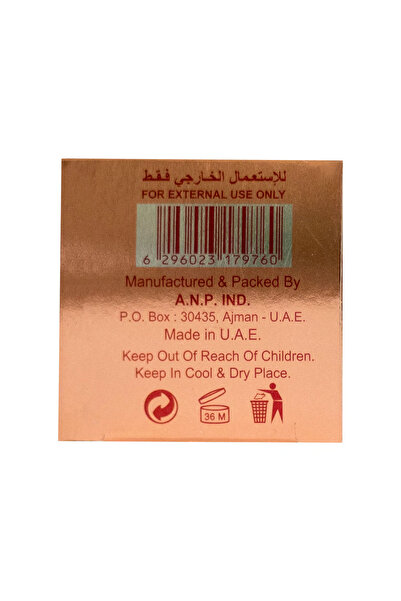 للإستعمال الخارجي فقط
FOR EXTERNAL USE ONLY
6 296023 179760
Manufactured & Packed By
A.N.P. IND.
P.O. Box : 30435, Ajman - U.A.E.
Made in U.A.E.
Keep Out Of Reach Of Children.
Keep In Cool & Dry Place.
36 M